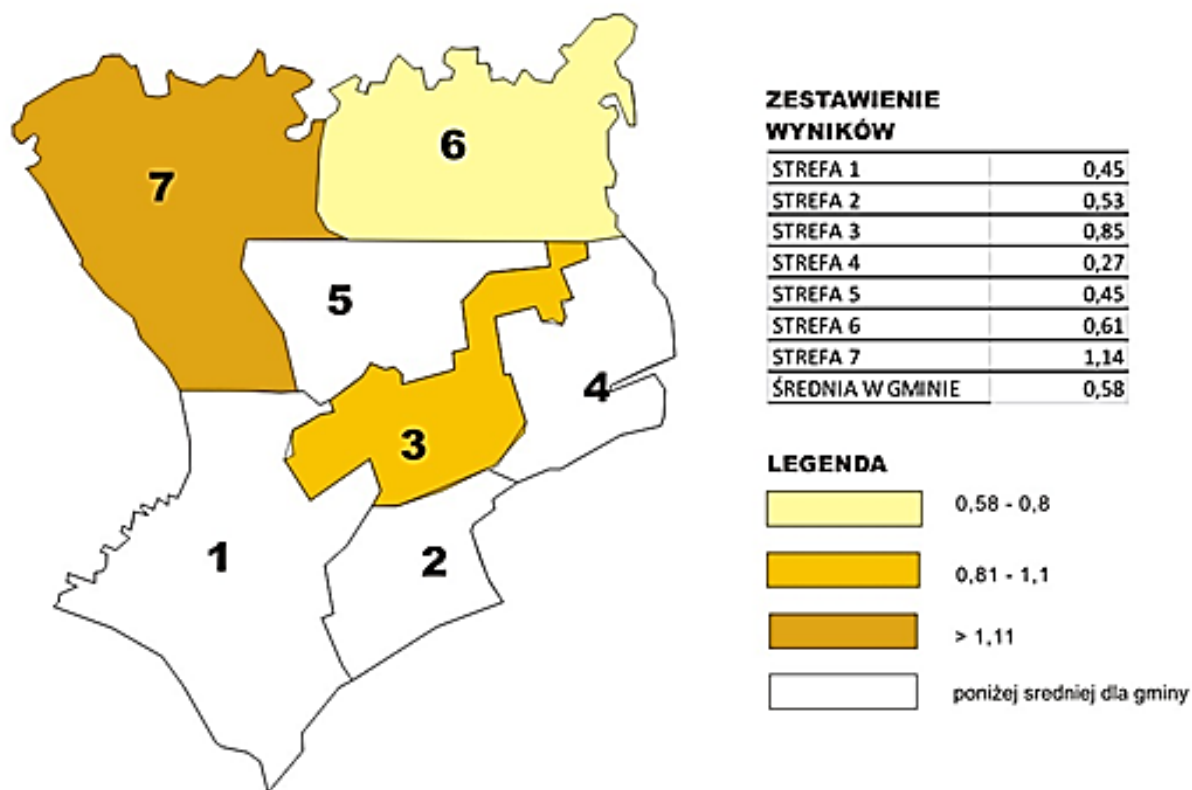 7
6
5
4
3
1
2
ZESTAWIENIE
WYNIKÓW
STREFA 1 0,45
STREFA 2 0,53
STREFA 3 0,85
STREFA 4 0,27
STREFA 5 0,45
STREFA 6 0,61
STREFA 7 1,14
ŚREDNIA W GMINIE 0,58
LEGENDA
0,58 - 0,8
0,81 - 1,1
> 1,11
poniżej sredniej dla gminy